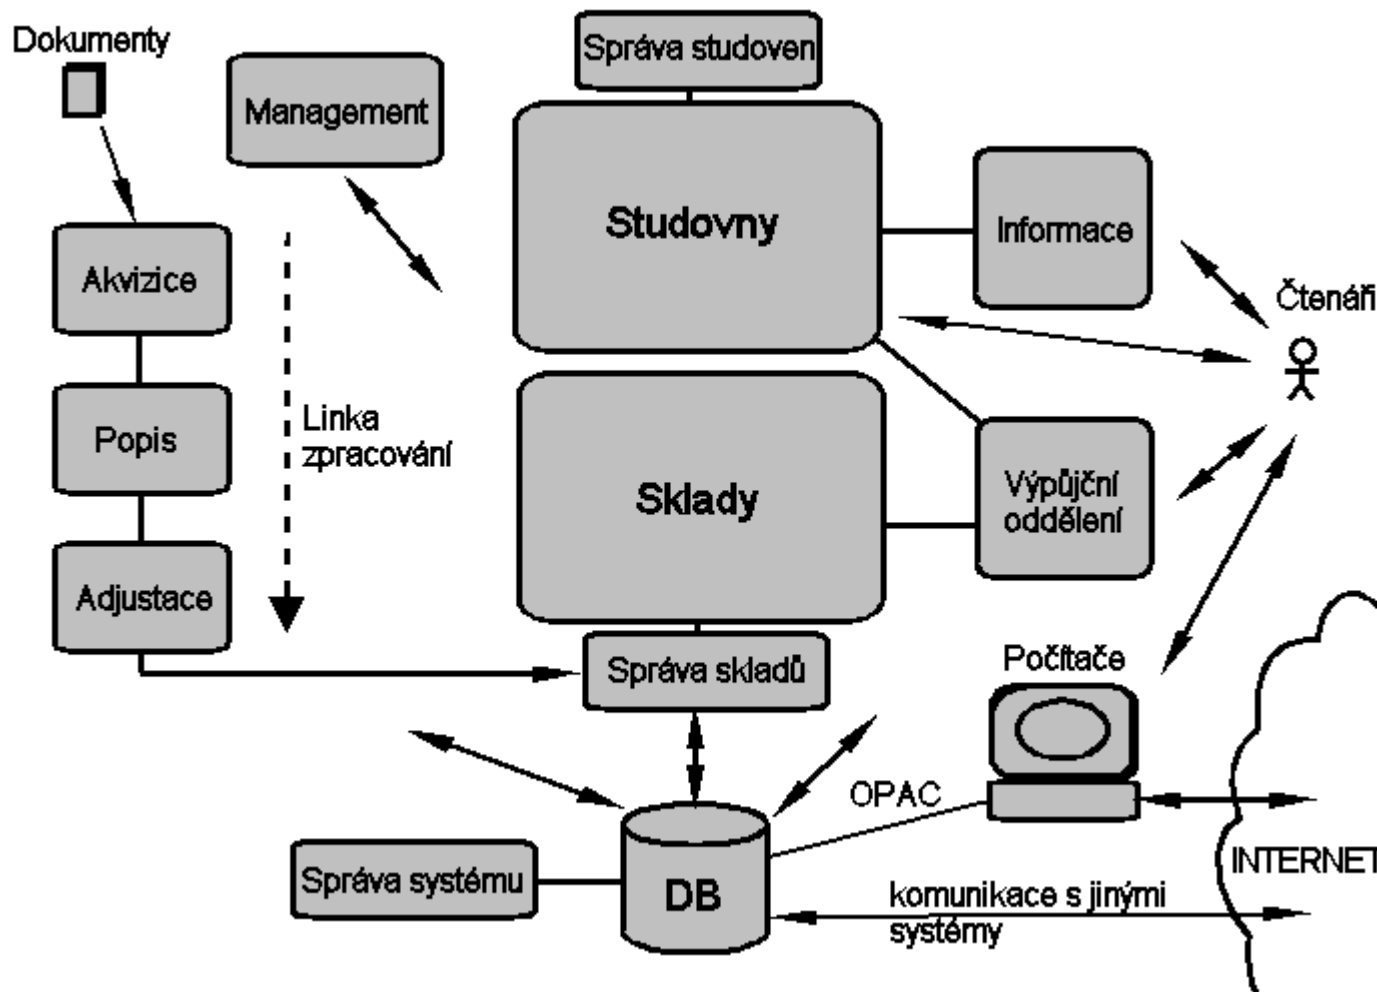 Dokumenty
Správa studoven
Management
Studovny
Informace
Akvizice
Čtenáři
Linka
zpracování
Popis
Sklady
Výpůjční
oddělení
Adjustace
Správa skladů
Počítače
OPAC
INTERNET
Správa systému
DB
komunikace s jinými
systémy